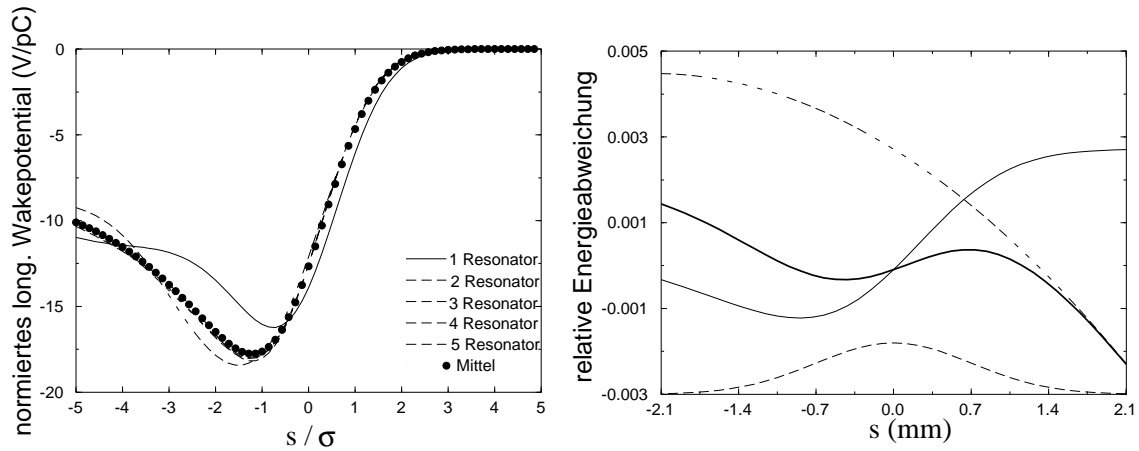 normiertes long. Wakepotential (V/pC)
0
-5
-10
-15
-20
-5 -4 -3 -2 -1 0 1 2 3 4 5
s / σ
1 Resonator
2 Resonator
3 Resonator
4 Resonator
5 Resonator
Mittel
relative Energieabweichung
0.005
0.003
0.001
-0.001
-0.003
-2.1 -1.4 -0.7 0.0 0.7 1.4 2.1
s (mm)